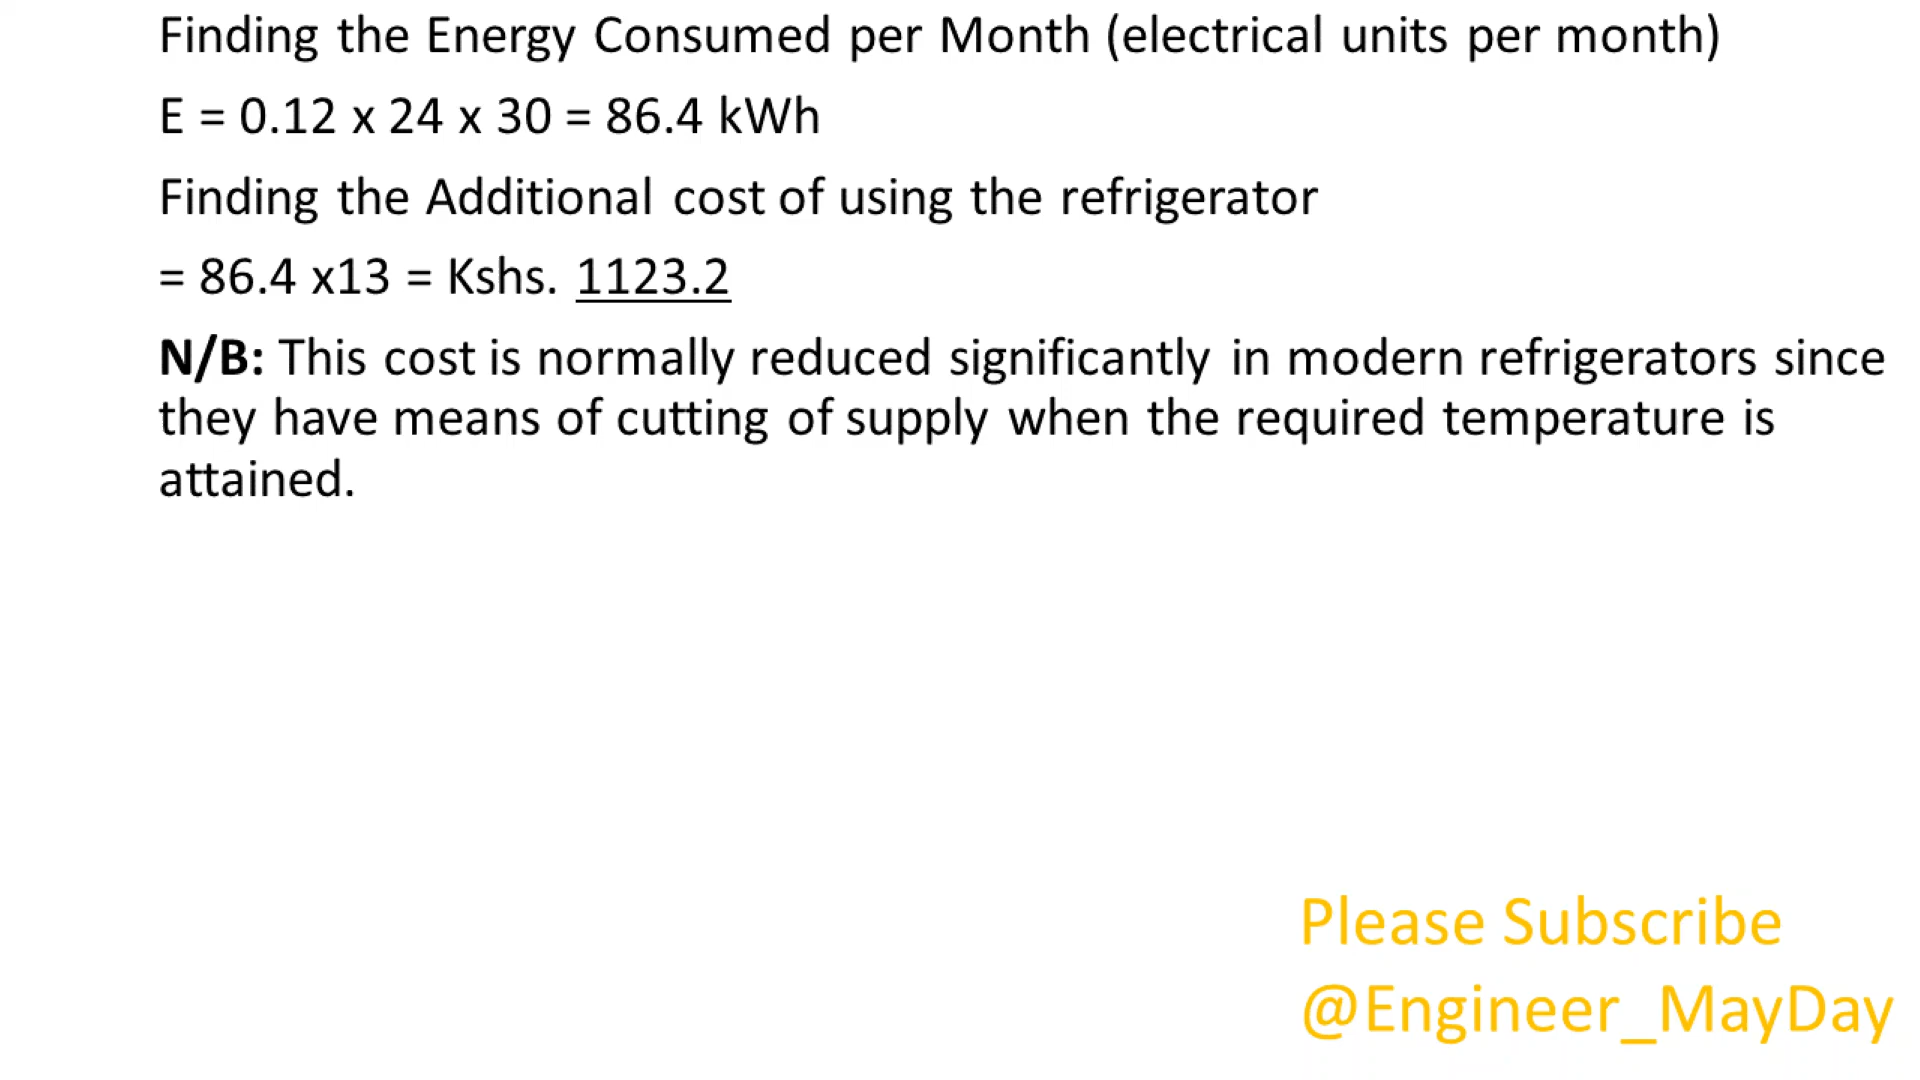 Finding the Energy Consumed per Month (electrical units per month)
E = 0.12 x 24 x 30 = 86.4 kWh
Finding the Additional cost of using the refrigerator
= 86.4 x13 = Kshs. 1123.2
N/B: This cost is normally reduced significantly in modern refrigerators since
they have means of cutting of supply when the required temperature is
attained.
Please Subscribe
@Engineer_MayDay